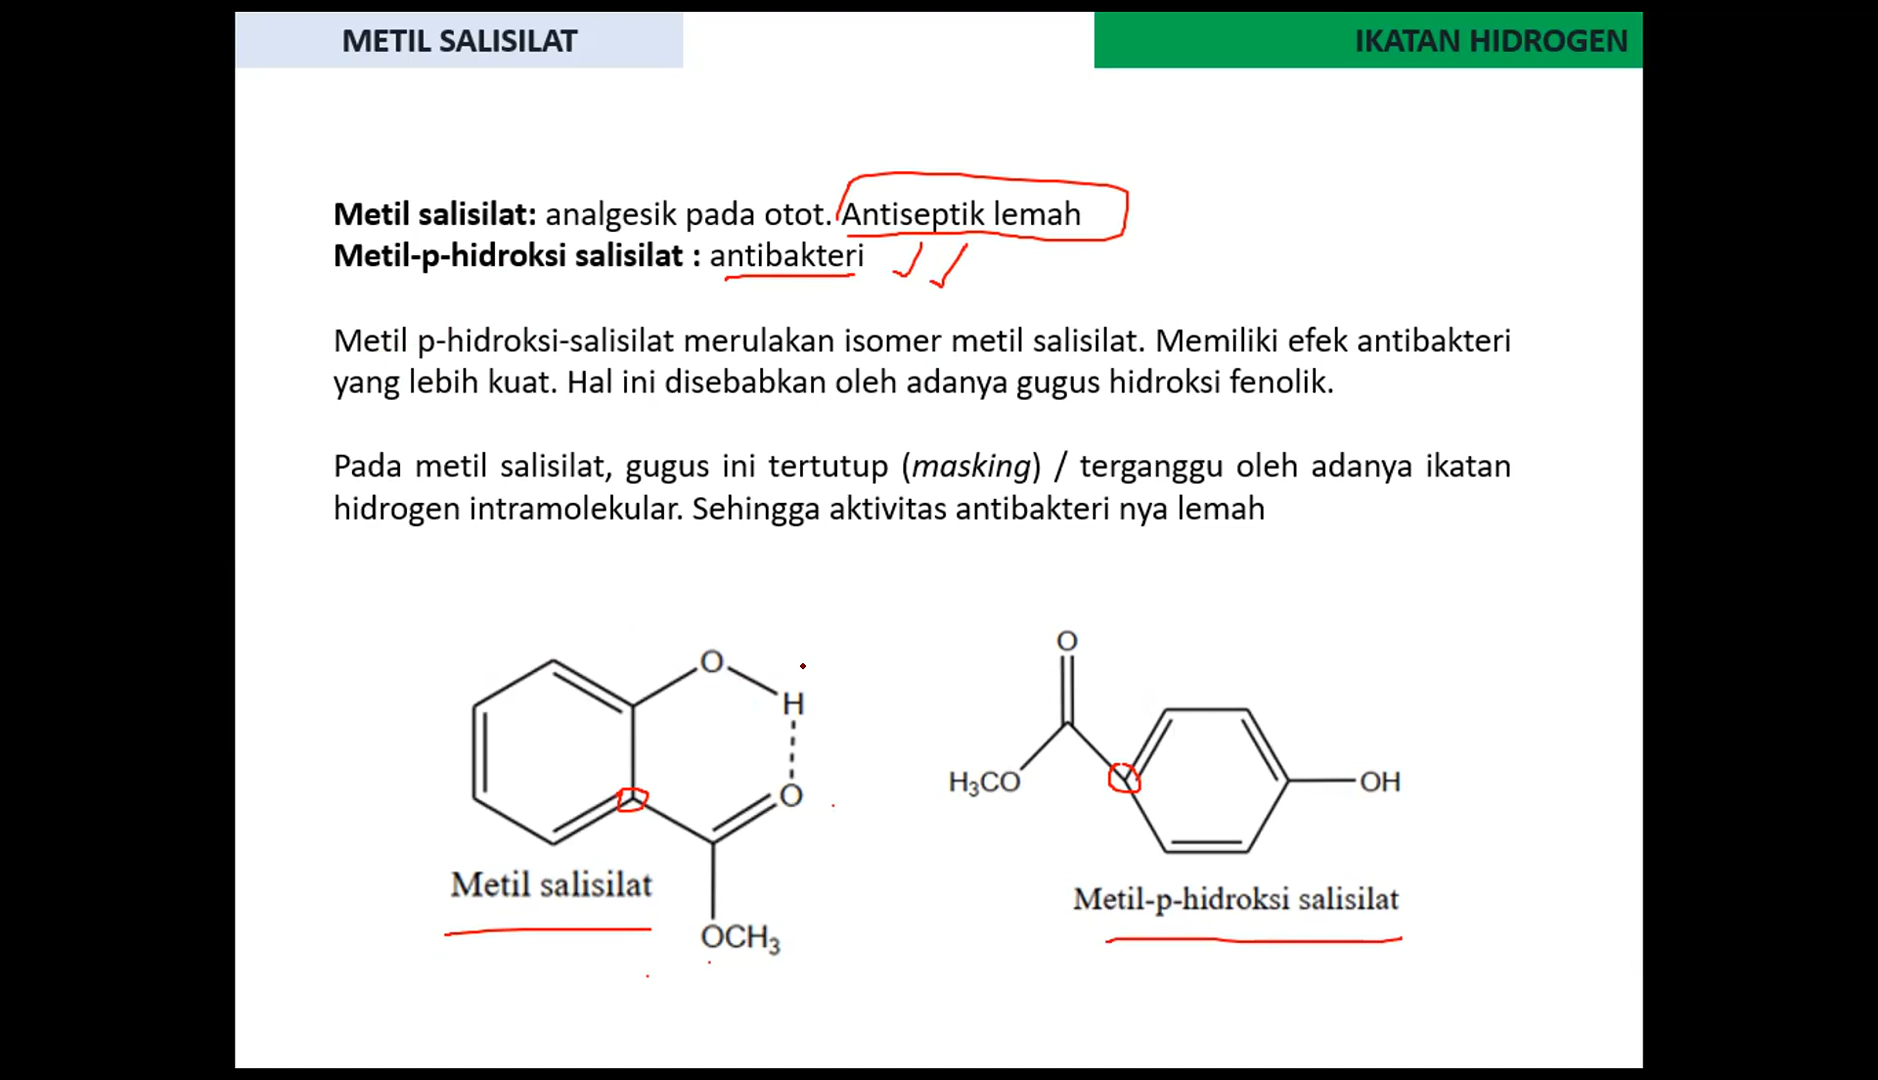 METIL SALISILAT
IKATAN HIDROGEN
Metil salisilat: analgesik pada otot. Antiseptik lemah
Metil-p-hidroksi salisilat : antibakteri
Metil p-hidroksi-salisilat merulakan isomer metil salisilat. Memiliki efek antibakteri
yang lebih kuat. Hal ini disebabkan oleh adanya gugus hidroksi fenolik.
Pada metil salisilat, gugus ini tertutup (masking) / terganggu oleh adanya ikatan
hidrogen intramolekular. Sehingga aktivitas antibakteri nya lemah
O
H
O
OCH₃
Metil salisilat
O
H₃CO
OH
Metil-p-hidroksi salisilat